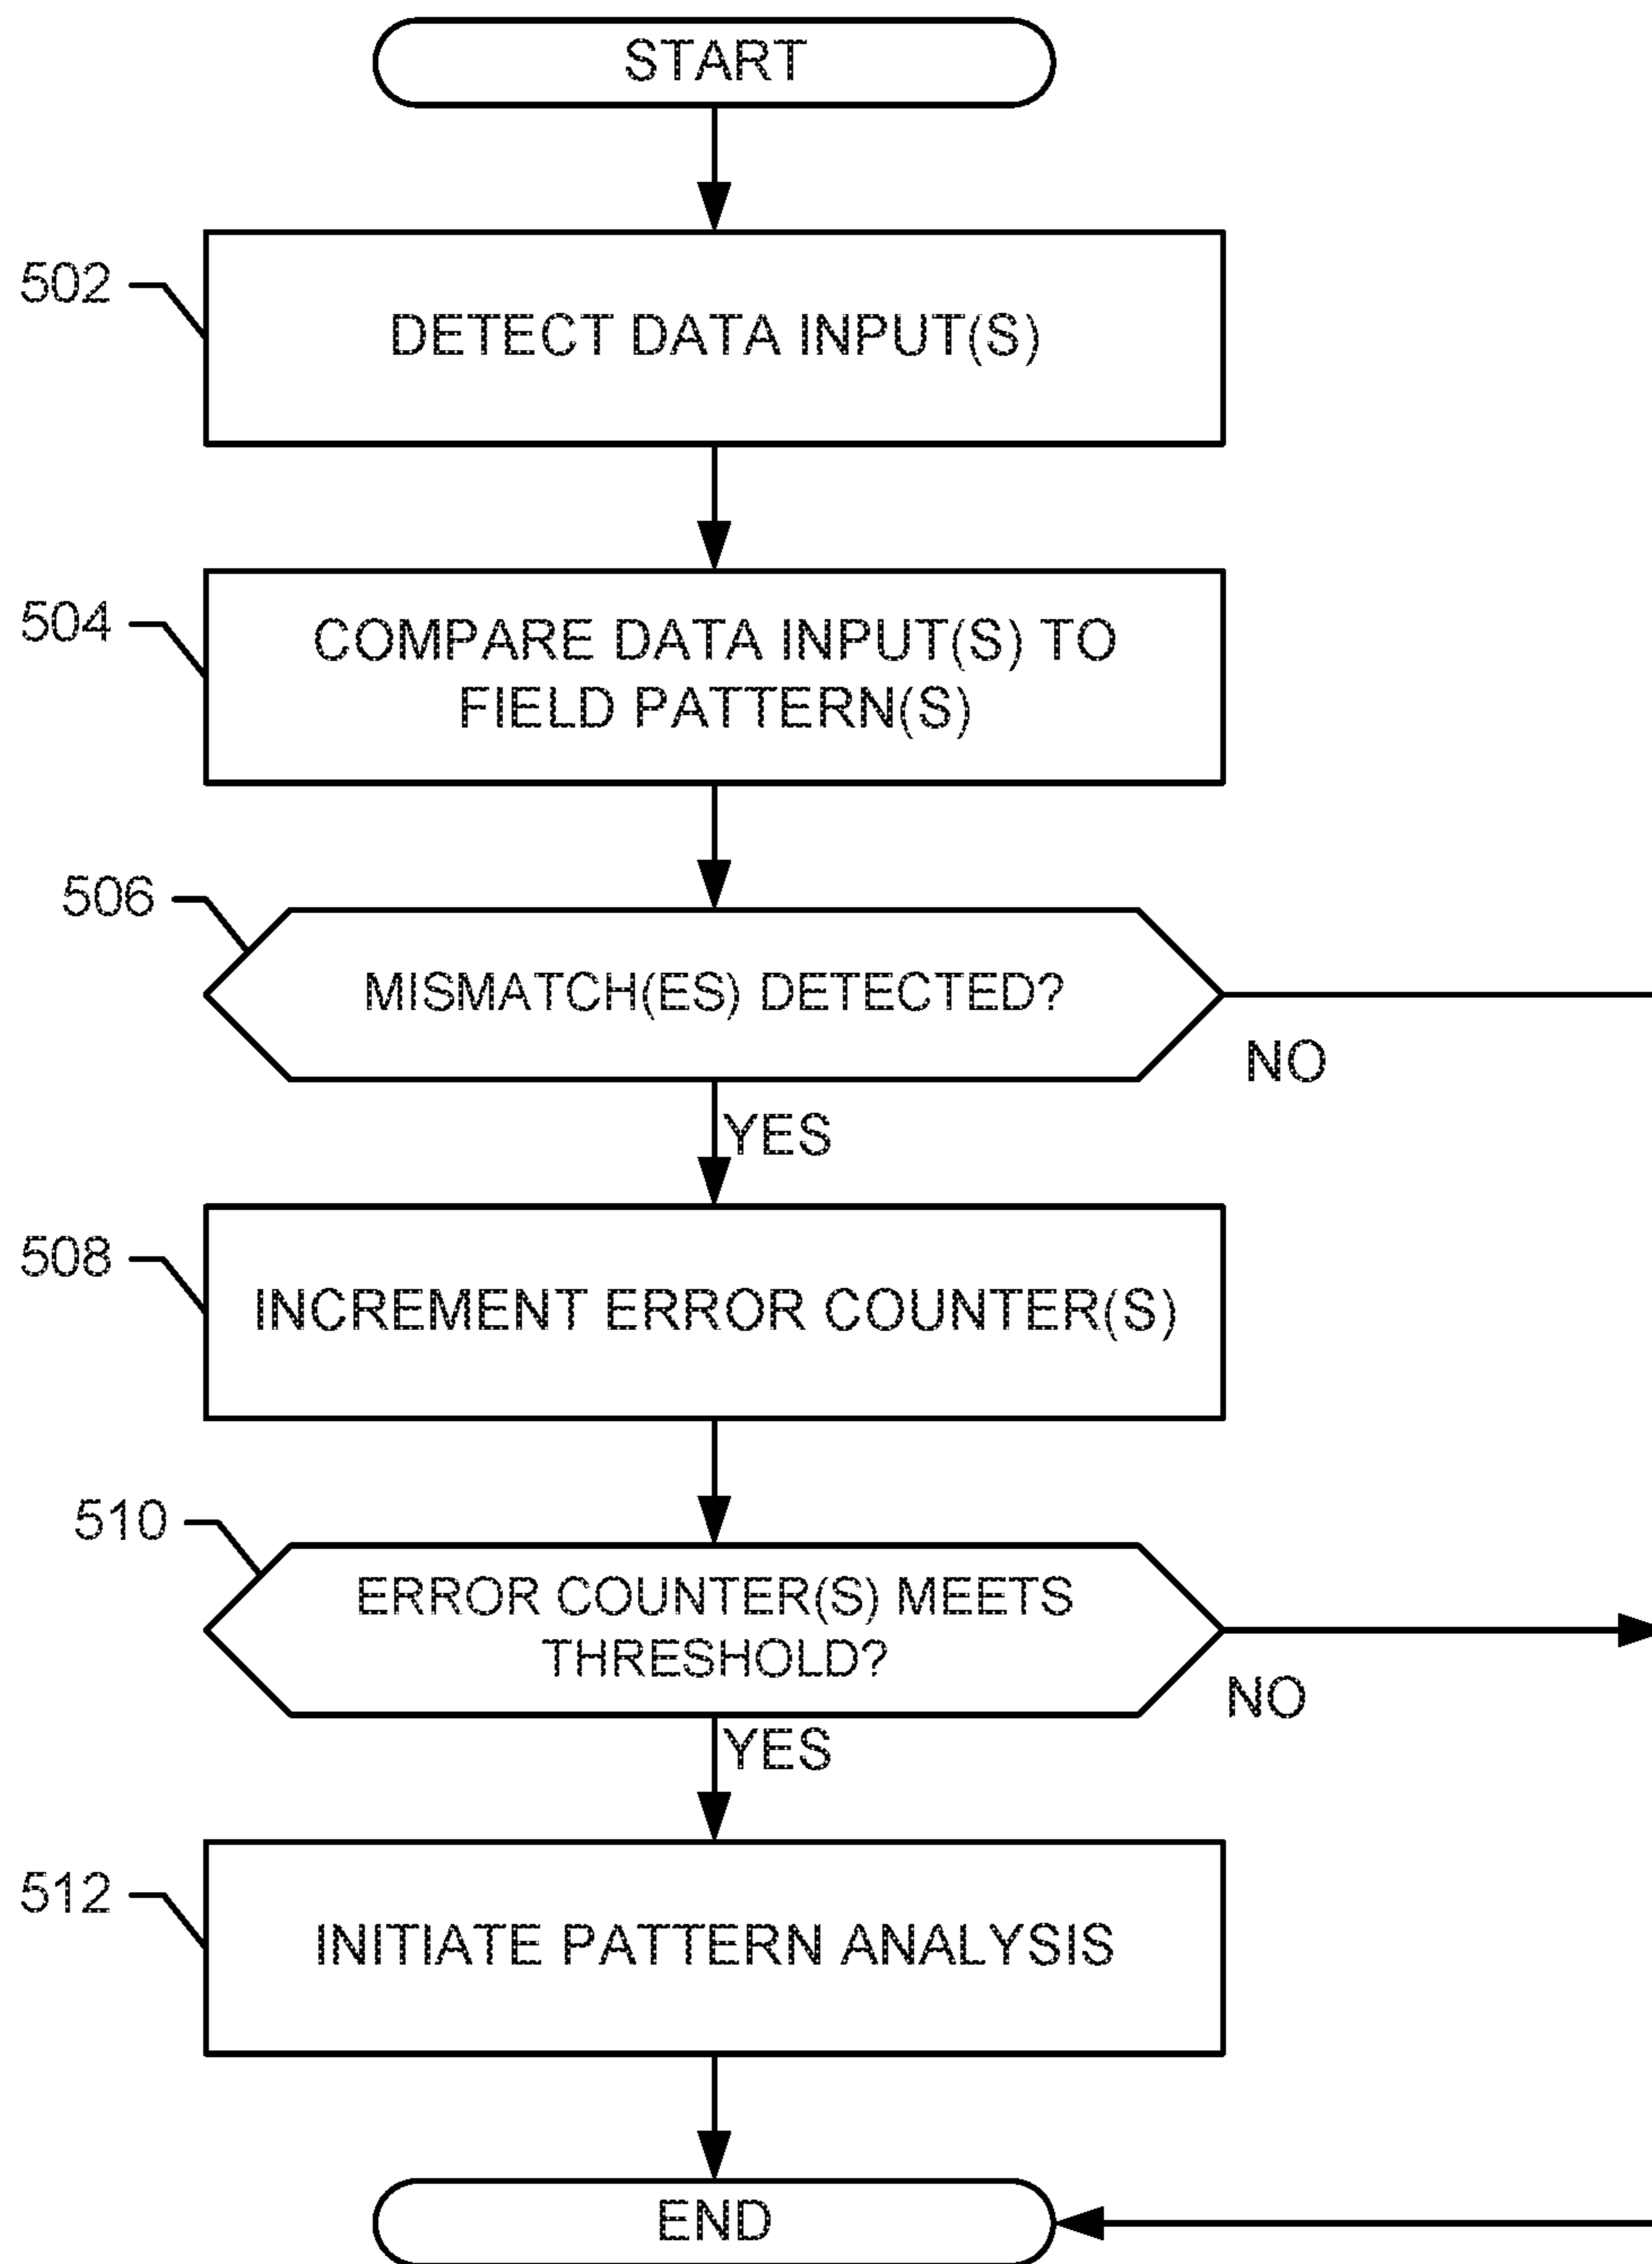 START
502
DETECT DATA INPUT(S)
504
COMPARE DATA INPUT(S) TO
FIELD PATTERN(S)
506
MISMATCH(ES) DETECTED?
NO
YES
508
INCREMENT ERROR COUNTER(S)
510
ERROR COUNTER(S) MEETS
THRESHOLD?
NO
YES
512
INITIATE PATTERN ANALYSIS
END